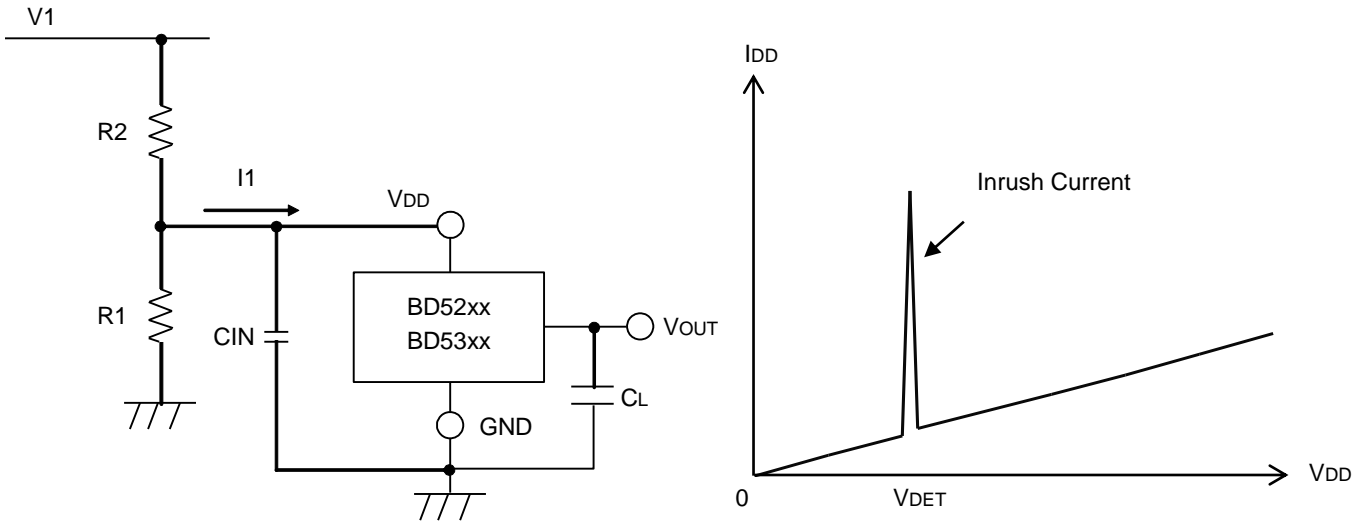 V1
R2
I1
VDD
R1
CIN
BD52xx
BD53xx
VOUT
CL
GND
IDD
Inrush Current
0
VDET
VDD